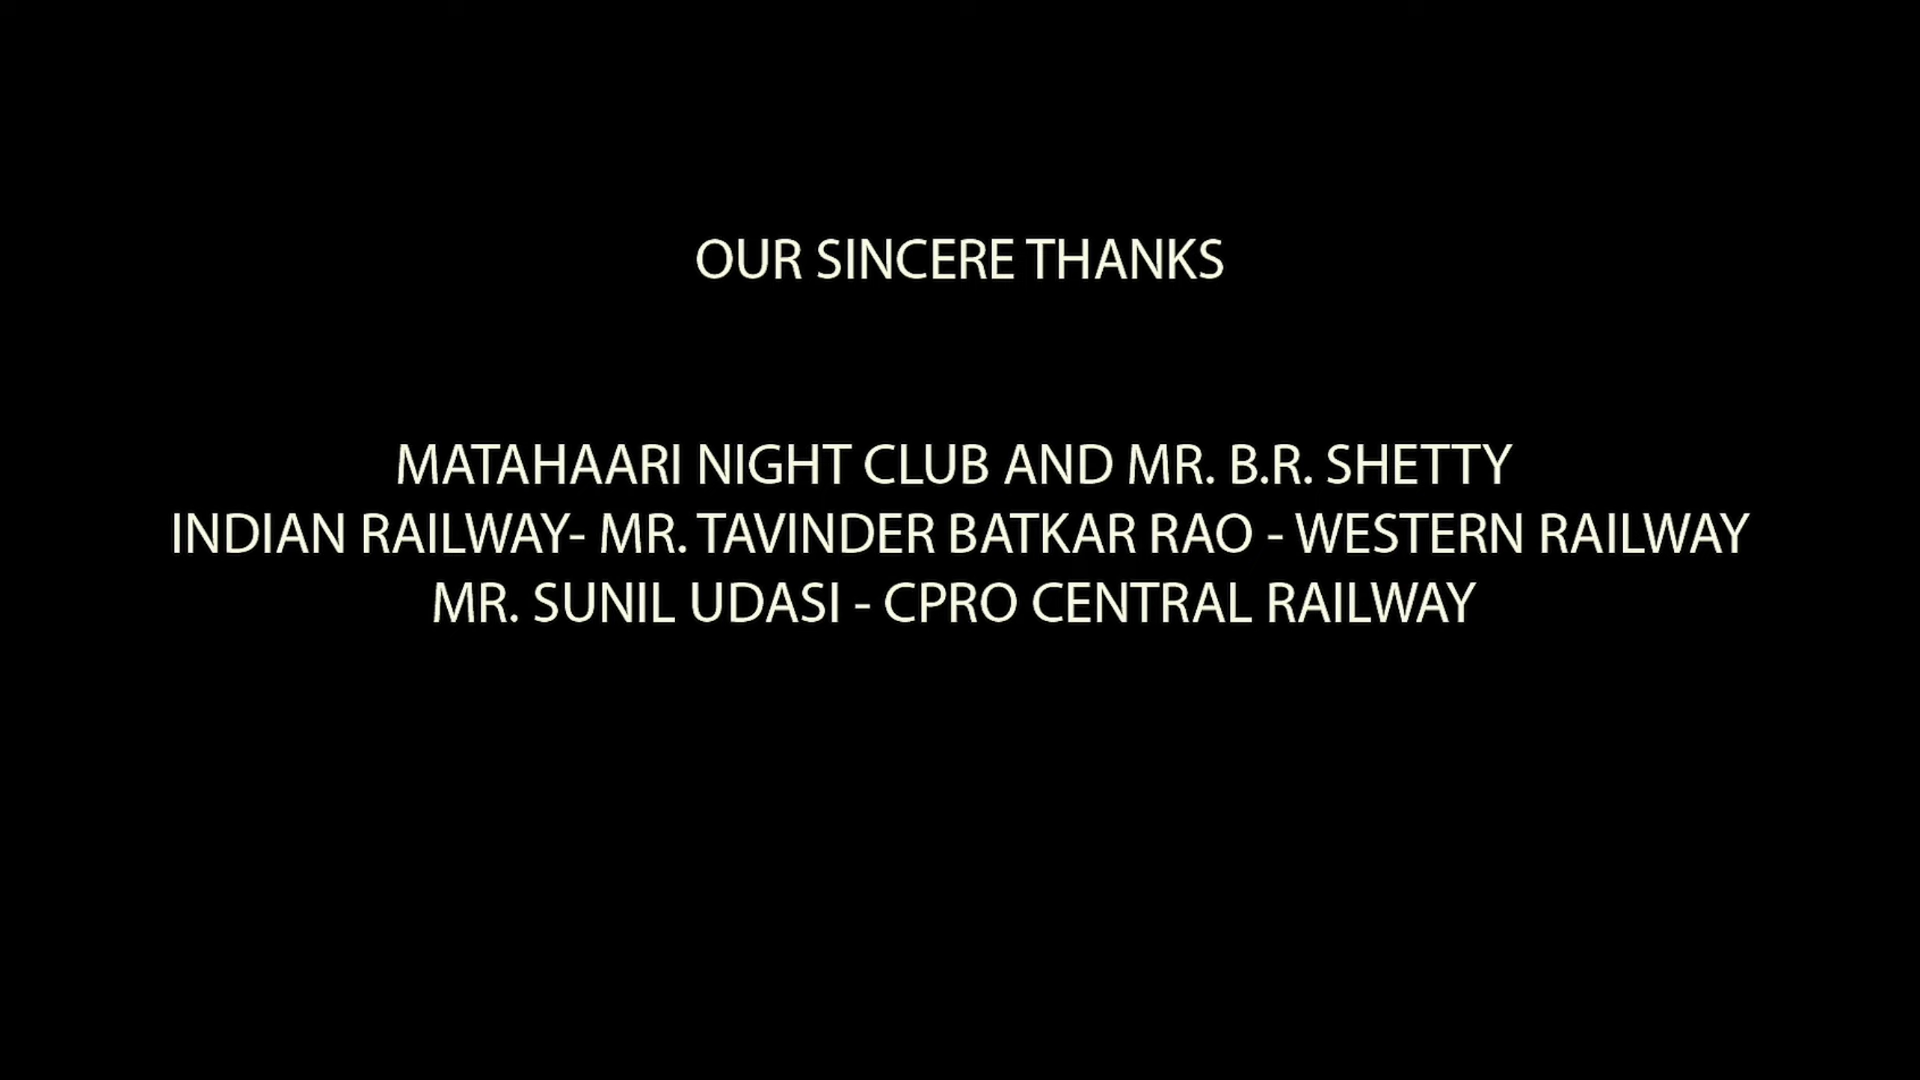 OUR SINCERE THANKS
MATAHAARI NIGHT CLUB AND MR. B.R. SHETTY
INDIAN RAILWAY- MR. TAVINDER BATKAR RAO - WESTERN RAILWAY
MR. SUNIL UDASI - CPRO CENTRAL RAILWAY